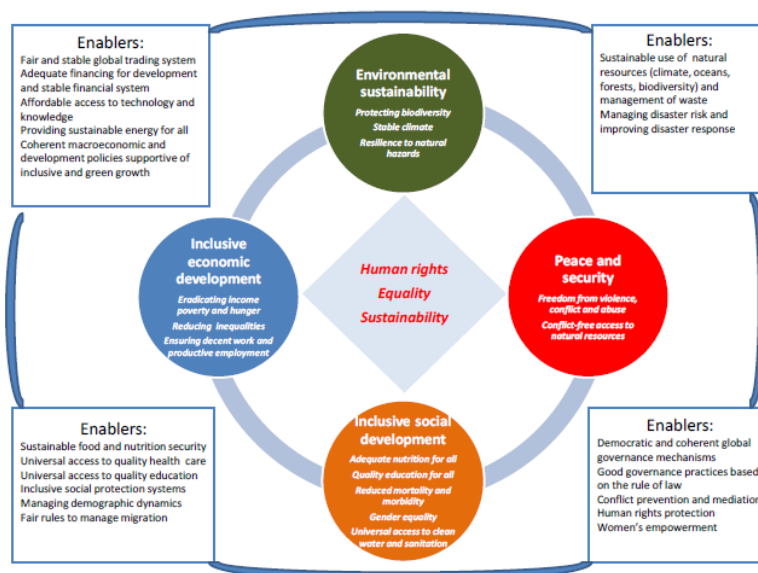 Enablers:
Fair and stable global trading system
Adequate financing for development
and stable financial system
Affordable access to technology and
knowledge
Providing sustainable energy for all
Coherent macroeconomic and
development policies supportive of
inclusive and green growth
Environmental
sustainability
Protecting biodiversity
Stable climate
Resilience to natural
hazards
Enablers:
Sustainable use of natural
resources (climate, oceans,
forests, biodiversity) and
management of waste
Managing disaster risk and
improving disaster response
Inclusive
economic
development
Eradicating income
poverty and hunger
Reducing inequalities
Ensuring decent work and
productive employment
Human rights
Equality
Sustainability
Peace and
security
Freedom from violence,
conflict and abuse
Conflict-free access to
natural resources
Enablers:
Sustainable food and nutrition security
Universal access to quality health care
Universal access to quality education
Inclusive social protection systems
Managing demographic dynamics
Fair rules to manage migration
Inclusive social
development
Adequate nutrition for all
Quality education for all
Reduced mortality and
morbidity
Gender equality
Universal access to clean
water and sanitation
Enablers:
Democratic and coherent global
governance mechanisms
Good governance practices based
on the rule of law
Conflict prevention and mediation
Human rights protection
Women's empowerment